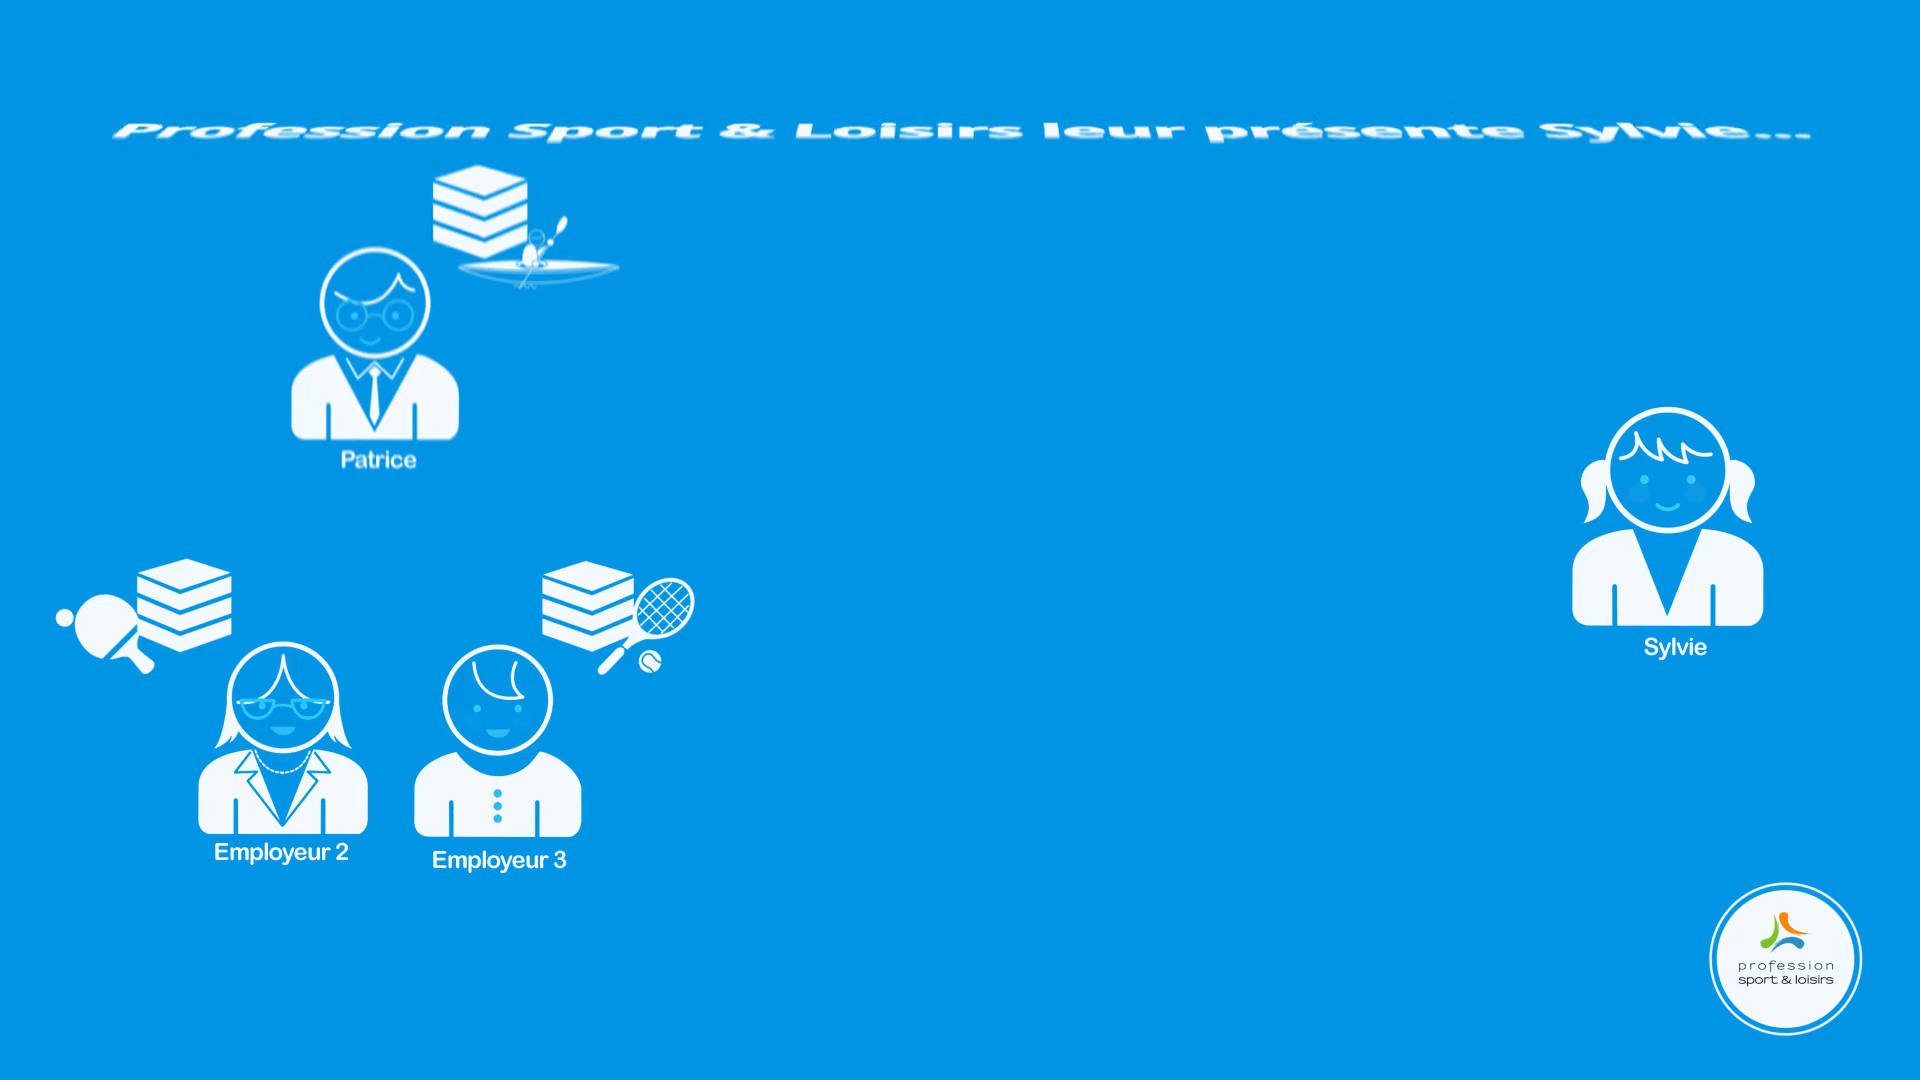 Profession Sport & Loisirs leur présente Sylvie...
Patrice
Sylvie
Employeur 2
Employeur 3
profession
sport & loisirs